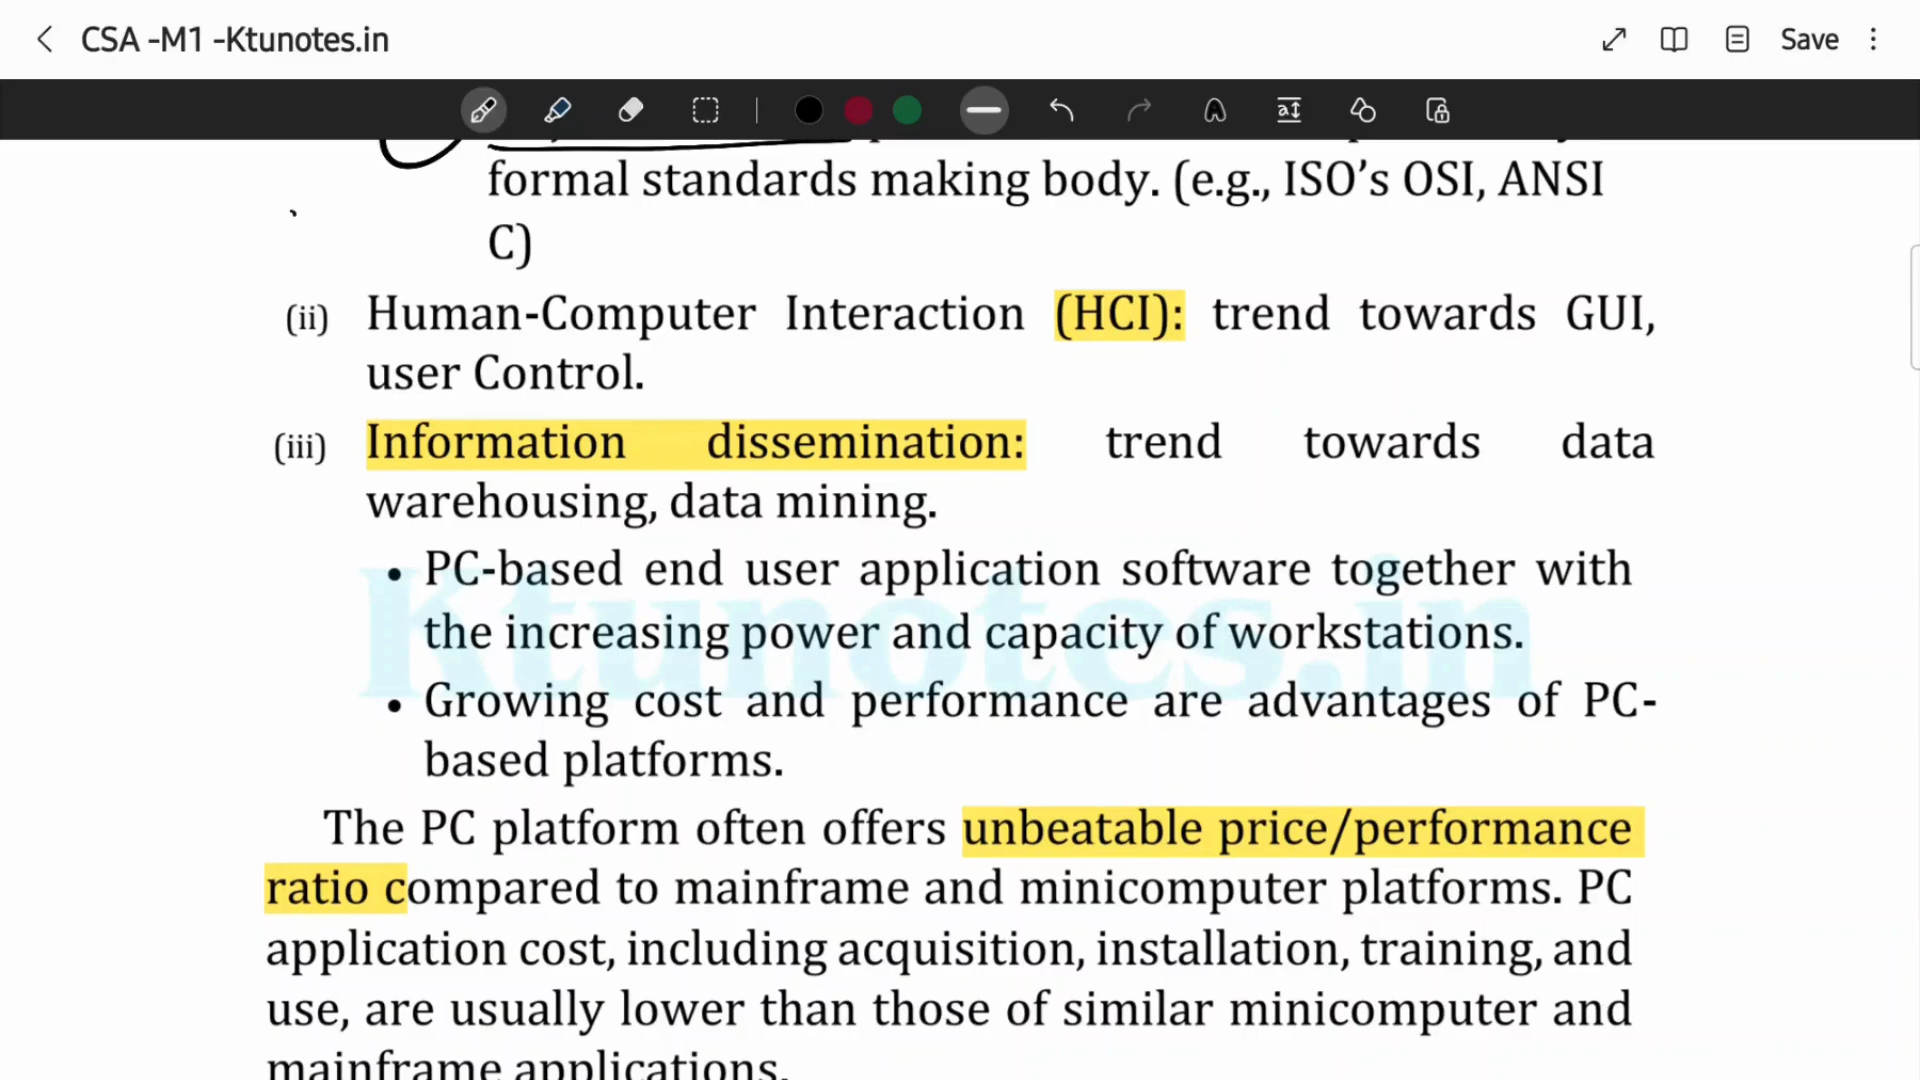 CSA -M1 -Ktunotes.in
Save
formal standards making body. (e.g., ISO’s OSI, ANSI
C)
(ii) Human-Computer Interaction (HCI): trend towards GUI,
user Control.
(iii) Information dissemination: trend towards data
warehousing, data mining.
• PC-based end user application software together with
the increasing power and capacity of workstations.
• Growing cost and performance are advantages of PC-
based platforms.
Ktunotes.in
The PC platform often offers unbeatable price/performance
ratio compared to mainframe and minicomputer platforms. PC
application cost, including acquisition, installation, training, and
use, are usually lower than those of similar minicomputer and
mainframe applications.